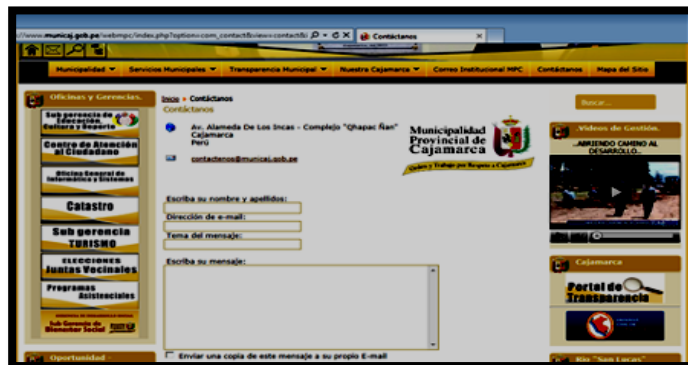 //www.municaj.gob.pe/webmpc/index.php?option=com_contact&view=contact&i
Contáctanos
Municipalidad
Servicios Municipales
Transparencia Municipal
Nuestra Cajamarca
Correo Institucional MPC
Contáctanos
Mapa del Sitio
Oficinas y Gerencias.
Sub gerencia de
Educación,
Cultura y Deporte
Centro de Atención
al Ciudadano
Oficina General de
Informática y Sistemas
Catastro
Sub gerencia
TURISMO
ELECCIONES
Juntas Vecinales
Programas
Asistenciales
Sub Gerencia de
Bienestar Social
Oportunidad -
Inicio » Contáctanos
Contáctanos
Av. Alameda De Los Incas - Complejo "Qhapac Ñan"
Cajamarca
Perú
contactenos@municaj.gob.pe
Municipalidad
Provincial de
Cajamarca
Orden y Trabajo por Respeto a Cajamarca
Escriba su nombre y apellidos:
Dirección de e-mail:
Tema del mensaje:
Escriba su mensaje:
Enviar una copia de este mensaje a su propio E-mail
Buscar...
.Videos de Gestión.
..ABRIENDO CAMINO AL
DESARROLLO..
Cajamarca
Portal de
Transparencia
Río "San Lucas"